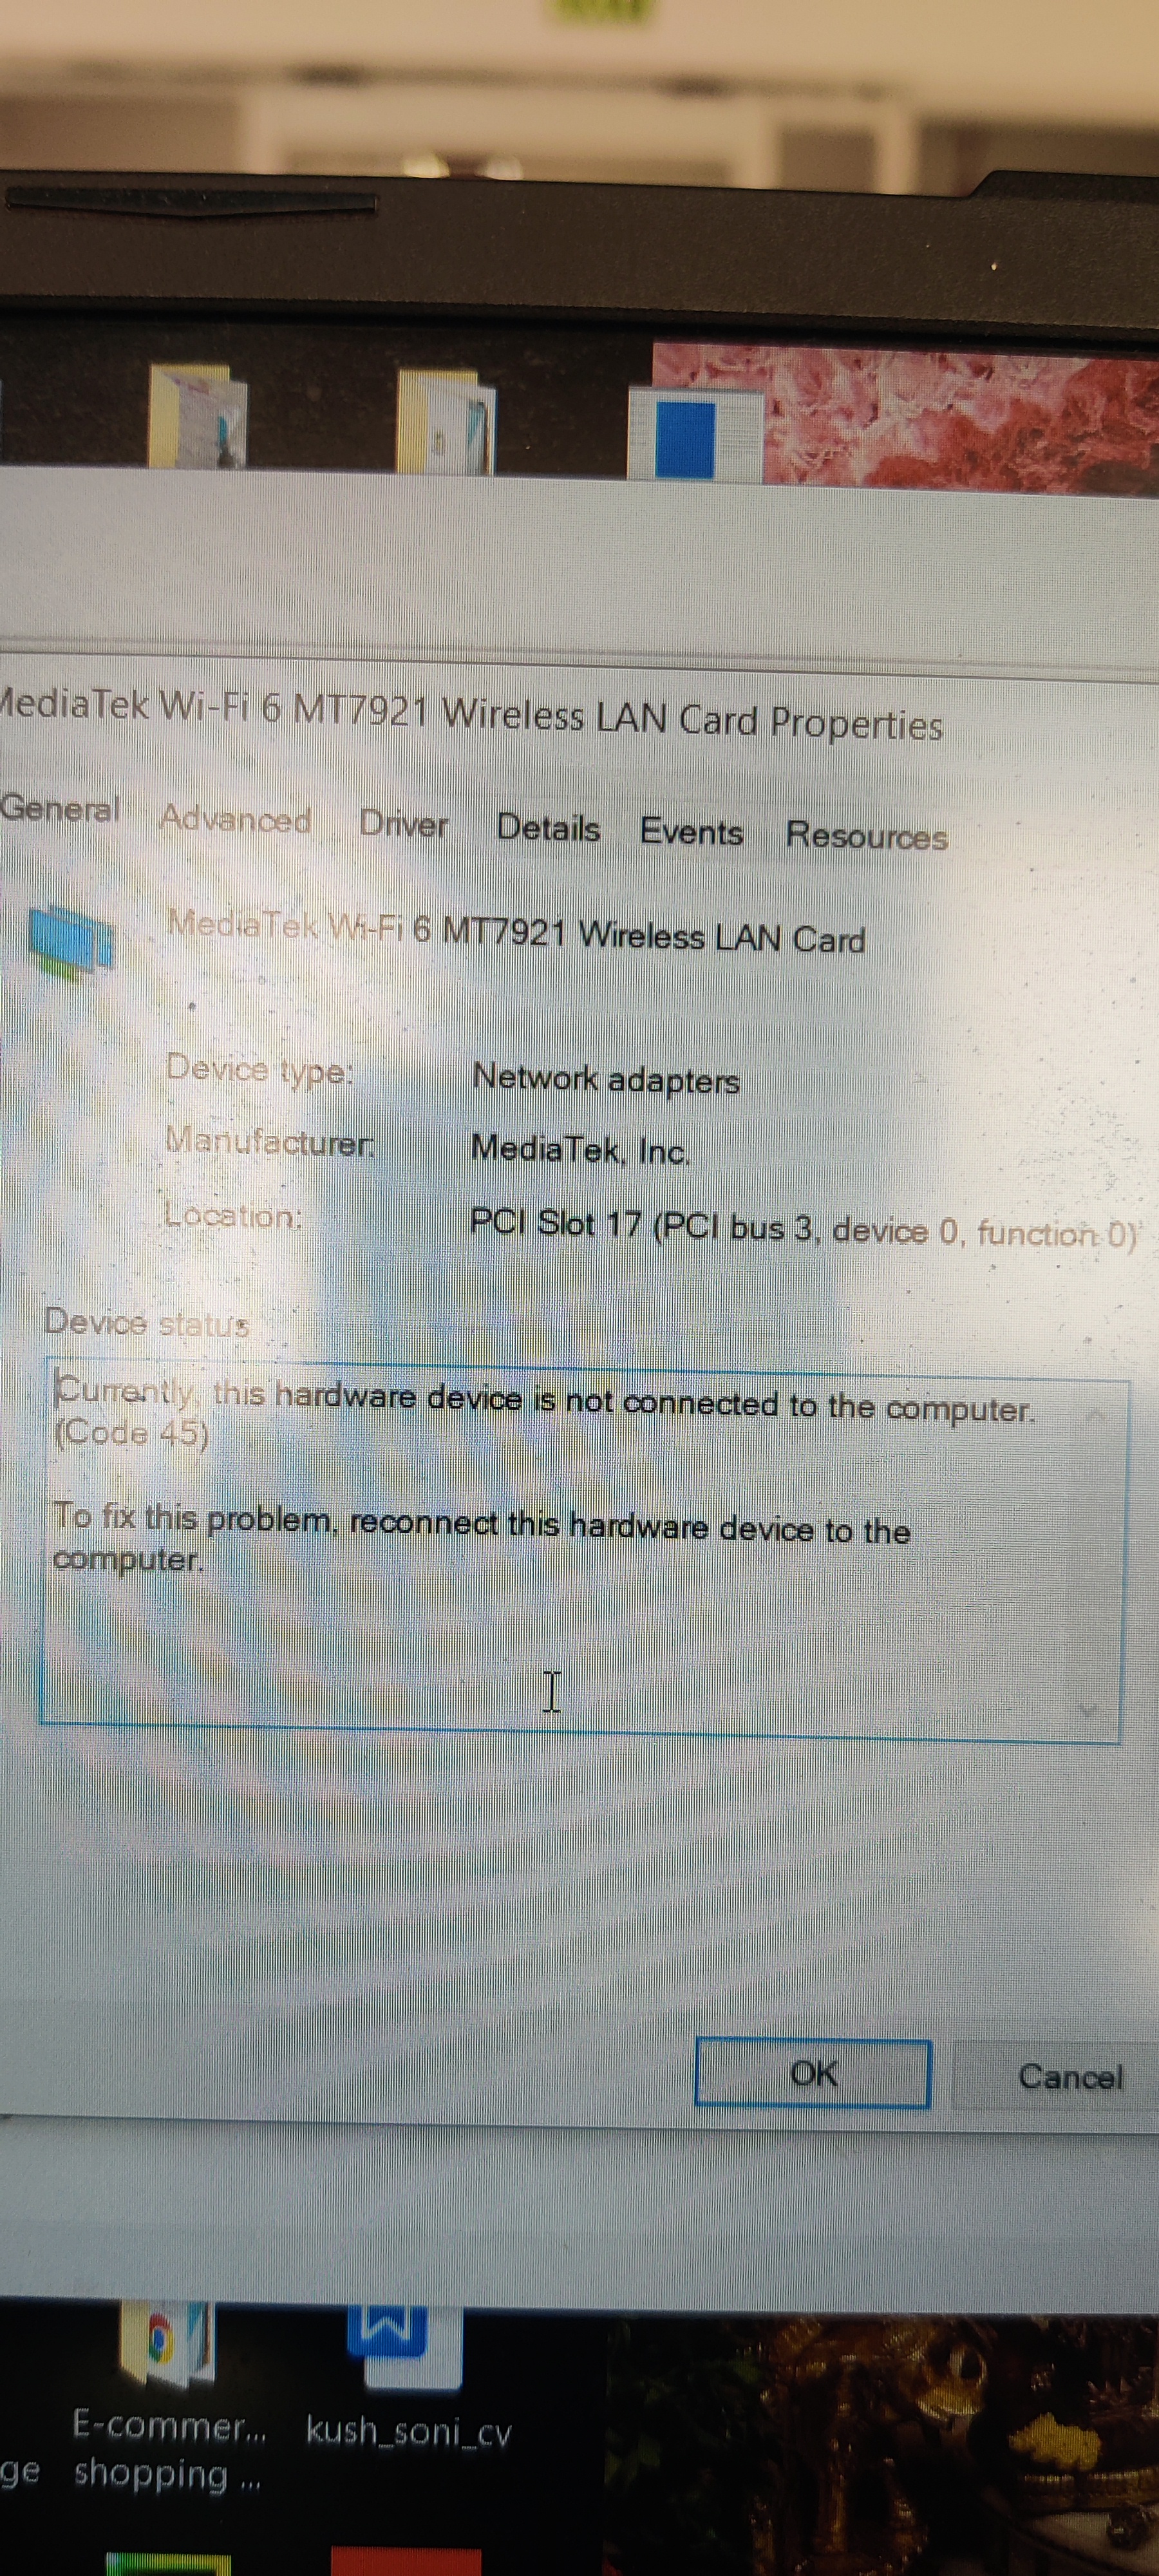 MediaTek Wi-Fi 6 MT7921 Wireless LAN Card Properties
General Advanced Driver Details Events Resources
MediaTek Wi-Fi 6 MT7921 Wireless LAN Card
Device type: Network adapters
Manufacturer: MediaTek, Inc.
Location: PCI Slot 17 (PCI bus 3, device 0, function 0)
Device status
Currently, this hardware device is not connected to the computer.
(Code 45)
To fix this problem, reconnect this hardware device to the
computer.
OK Cancel
E-commer... kush_soni_cv
ge shopping ...